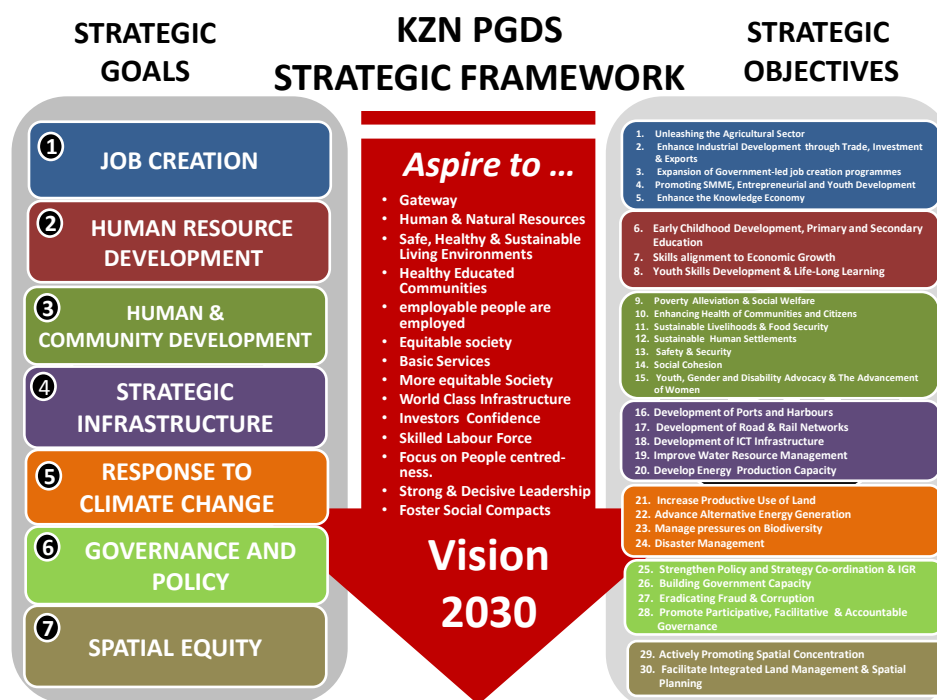 STRATEGIC
GOALS
KZN PGDS
STRATEGIC FRAMEWORK
STRATEGIC
OBJECTIVES
1
JOB CREATION
2
HUMAN RESOURCE
DEVELOPMENT
3
HUMAN &
COMMUNITY DEVELOPMENT
4
STRATEGIC
INFRASTRUCTURE
5
RESPONSE TO
CLIMATE CHANGE
6
GOVERNANCE AND
POLICY
7
SPATIAL EQUITY
Aspire to ...
• Gateway
• Human & Natural Resources
• Safe, Healthy & Sustainable
Living Environments
• Healthy Educated
Communities
• employable people are
employed
• Equitable society
• Basic Services
• More equitable Society
• World Class Infrastructure
• Investors Confidence
• Skilled Labour Force
• Focus on People centred-
ness.
• Strong & Decisive Leadership
• Foster Social Compacts
Vision
2030
1. Unleashing the Agricultural Sector
2. Enhance Industrial Development through Trade, Investment
& Exports
3. Expansion of Government-led job creation programmes
4. Promoting SMME, Entrepreneurial and Youth Development
5. Enhance the Knowledge Economy
6. Early Childhood Development, Primary and Secondary
Education
7. Skills alignment to Economic Growth
8. Youth Skills Development & Life-Long Learning
9. Poverty Alleviation & Social Welfare
10. Enhancing Health of Communities and Citizens
11. Sustainable Livelihoods & Food Security
12. Sustainable Human Settlements
13. Safety & Security
14. Social Cohesion
15. Youth, Gender and Disability Advocacy & The Advancement
of Women
16. Development of Ports and Harbours
17. Development of Road & Rail Networks
18. Development of ICT Infrastructure
19. Improve Water Resource Management
20. Develop Energy Production Capacity
21. Increase Productive Use of Land
22. Advance Alternative Energy Generation
23. Manage pressures on Biodiversity
24. Disaster Management
25. Strengthen Policy and Strategy Co-ordination & IGR
26. Building Government Capacity
27. Eradicating Fraud & Corruption
28. Promote Participative, Facilitative & Accountable
Governance
29. Actively Promoting Spatial Concentration
30. Facilitate Integrated Land Management & Spatial
Planning